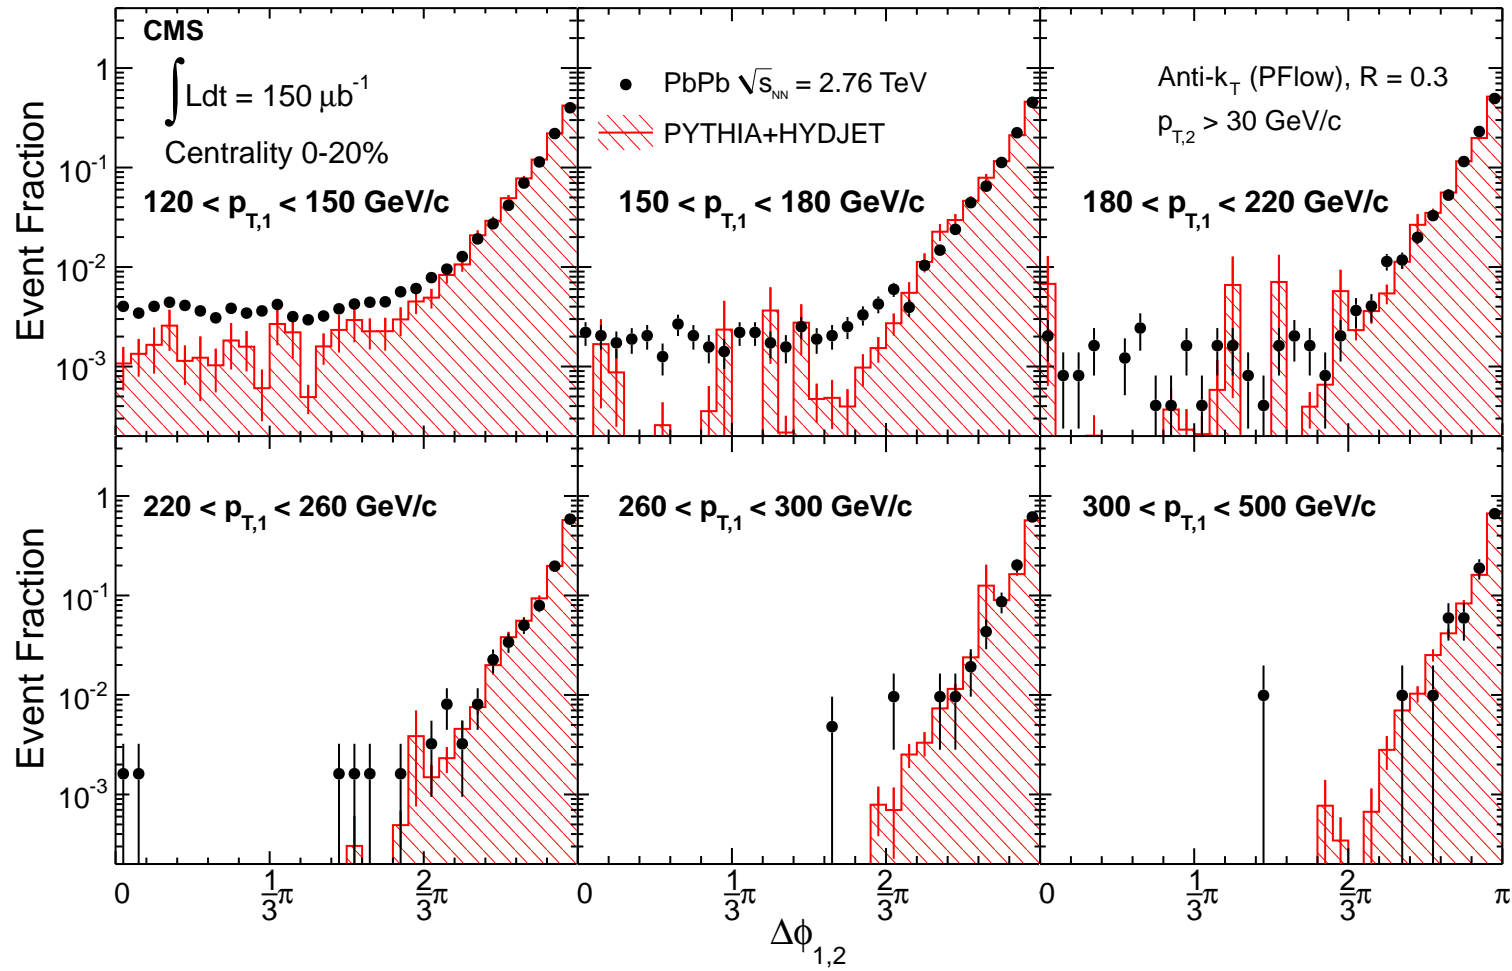 CMS
∫Ldt = 150 μb⁻¹
Centrality 0-20%
120 < p_T,1 < 150 GeV/c
PbPb √s_NN = 2.76 TeV
PYTHIA+HYDJET
150 < p_T,1 < 180 GeV/c
Anti-k_T (PFlow), R = 0.3
p_T,2 > 30 GeV/c
180 < p_T,1 < 220 GeV/c
Event Fraction
1
10⁻¹
10⁻²
10⁻³
220 < p_T,1 < 260 GeV/c
260 < p_T,1 < 300 GeV/c
300 < p_T,1 < 500 GeV/c
Event Fraction
1
10⁻¹
10⁻²
10⁻³
0 1/3π 2/3π 0 1/3π 2/3π 0 1/3π 2/3π π
Δϕ_1,2